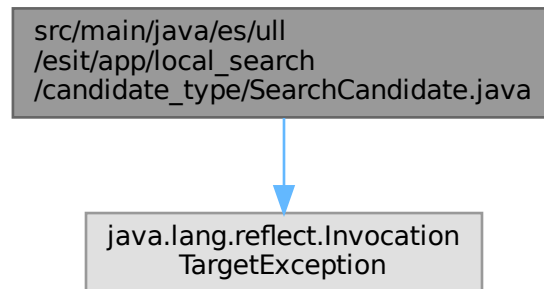 src/main/java/es/ull
/esit/app/local_search
/candidate_type/SearchCandidate.java
java.lang.reflect.Invocation
TargetException